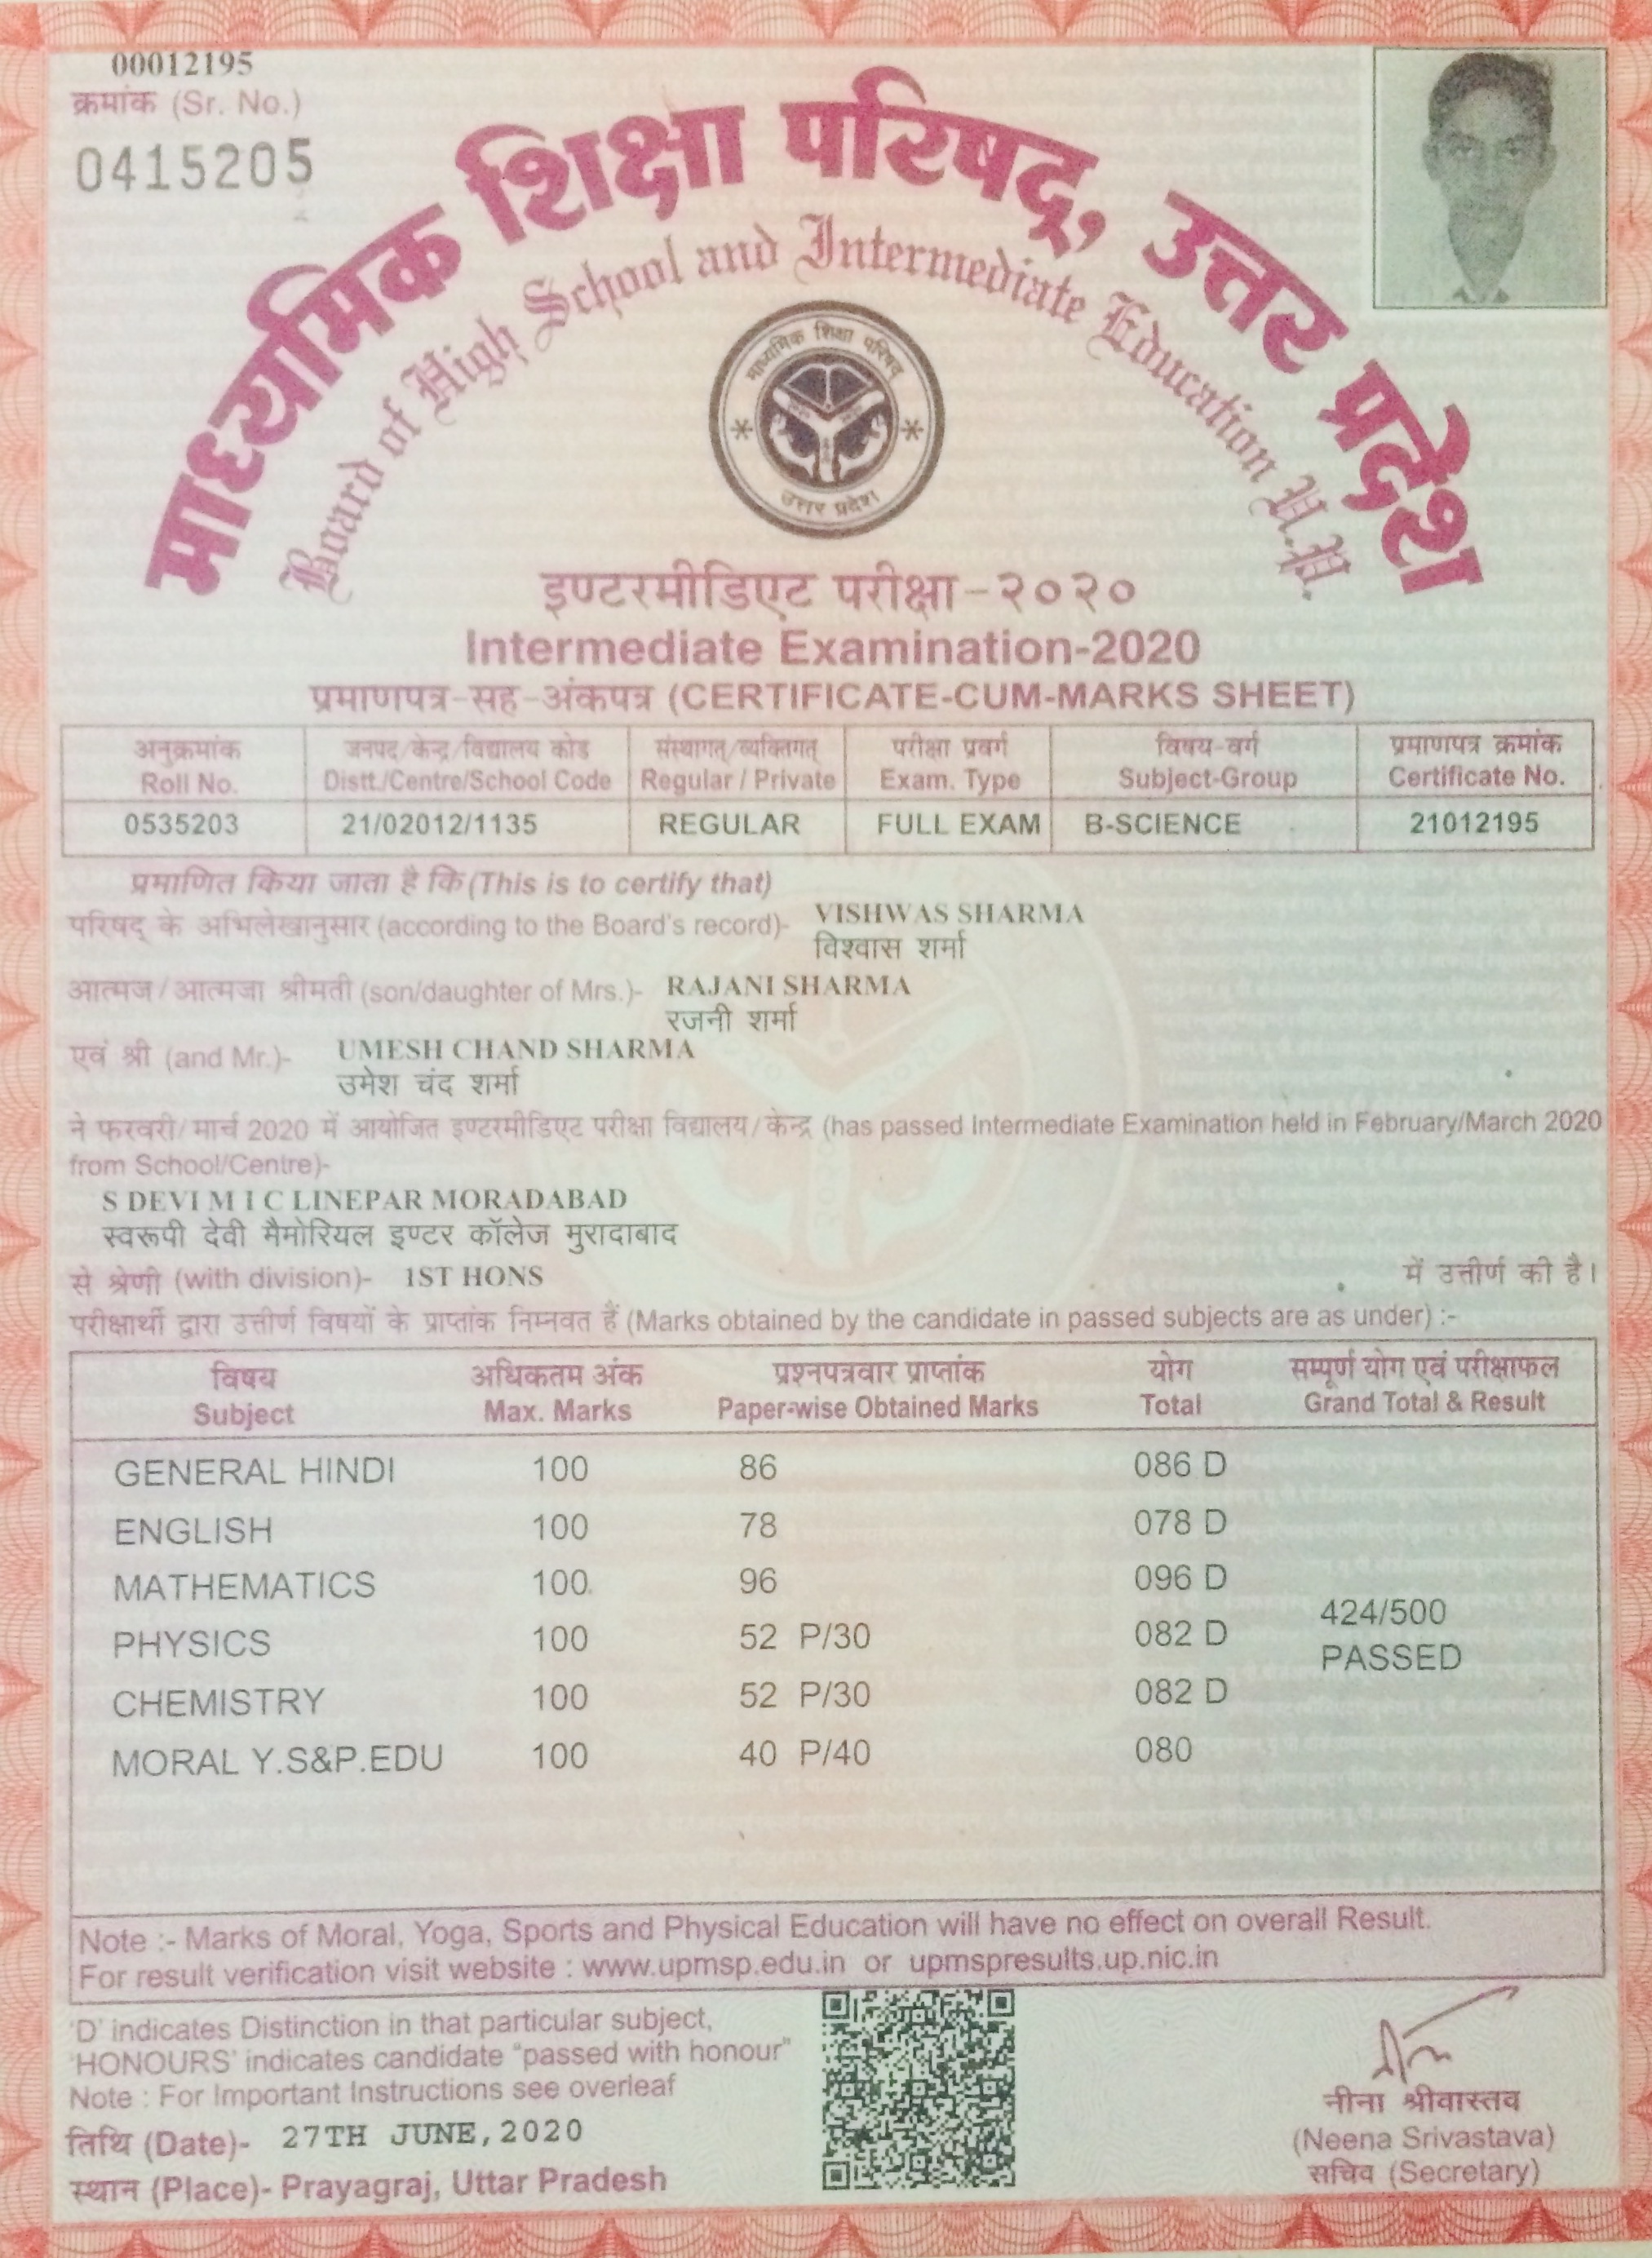 00012195
क्रमांक (Sr. No.)
0415205
माध्यमिक शिक्षा परिषद्, उत्तर प्रदेश
Board of High School and Intermediate Education U.P.
माध्यमिक शिक्षा परिषद्
उत्तर प्रदेश
इण्टरमीडिएट परीक्षा-२०२०
Intermediate Examination-2020
प्रमाणपत्र-सह-अंकपत्र (CERTIFICATE-CUM-MARKS SHEET)
अनुक्रमांक जनपद/केन्द्र/विद्यालय कोड संस्थागत्/व्यक्तिगत् परीक्षा प्रवर्ग विषय-वर्ग प्रमाणपत्र क्रमांक
Roll No. Distt./Centre/School Code Regular / Private Exam. Type Subject-Group Certificate No.
0535203 21/02012/1135 REGULAR FULL EXAM B-SCIENCE 21012195
प्रमाणित किया जाता है कि (This is to certify that)
परिषद् के अभिलेखानुसार (according to the Board's record)- VISHWAS SHARMA
विश्वास शर्मा
आत्मज/आत्मजा श्रीमती (son/daughter of Mrs.)- RAJANI SHARMA
रजनी शर्मा
एवं श्री (and Mr.)- UMESH CHAND SHARMA
उमेश चंद शर्मा
ने फरवरी/मार्च 2020 में आयोजित इण्टरमीडिएट परीक्षा विद्यालय/केन्द्र (has passed Intermediate Examination held in February/March 2020
from School/Centre)-
S DEVI M I C LINEPAR MORADABAD
स्वरूपी देवी मैमोरियल इण्टर कॉलेज मुरादाबाद
से श्रेणी (with division)- 1ST HONS में उत्तीर्ण की है।
परीक्षार्थी द्वारा उत्तीर्ण विषयों के प्राप्तांक निम्नवत हैं (Marks obtained by the candidate in passed subjects are as under) :-
विषय अधिकतम अंक प्रश्नपत्रवार प्राप्तांक योग सम्पूर्ण योग एवं परीक्षाफल
Subject Max. Marks Paper-wise Obtained Marks Total Grand Total & Result
GENERAL HINDI 100 86 086 D
ENGLISH 100 78 078 D
MATHEMATICS 100 96 096 D
424/500
PHYSICS 100 52 P/30 082 D
PASSED
CHEMISTRY 100 52 P/30 082 D
MORAL Y.S&P.EDU 100 40 P/40 080
Note :- Marks of Moral, Yoga, Sports and Physical Education will have no effect on overall Result.
For result verification visit website : www.upmsp.edu.in or upmspresults.up.nic.in
'D' indicates Distinction in that particular subject,
'HONOURS' indicates candidate "passed with honour"
Note : For Important Instructions see overleaf
तिथि (Date)- 27TH JUNE,2020
स्थान (Place)- Prayagraj, Uttar Pradesh
नीना श्रीवास्तव
(Neena Srivastava)
सचिव (Secretary)